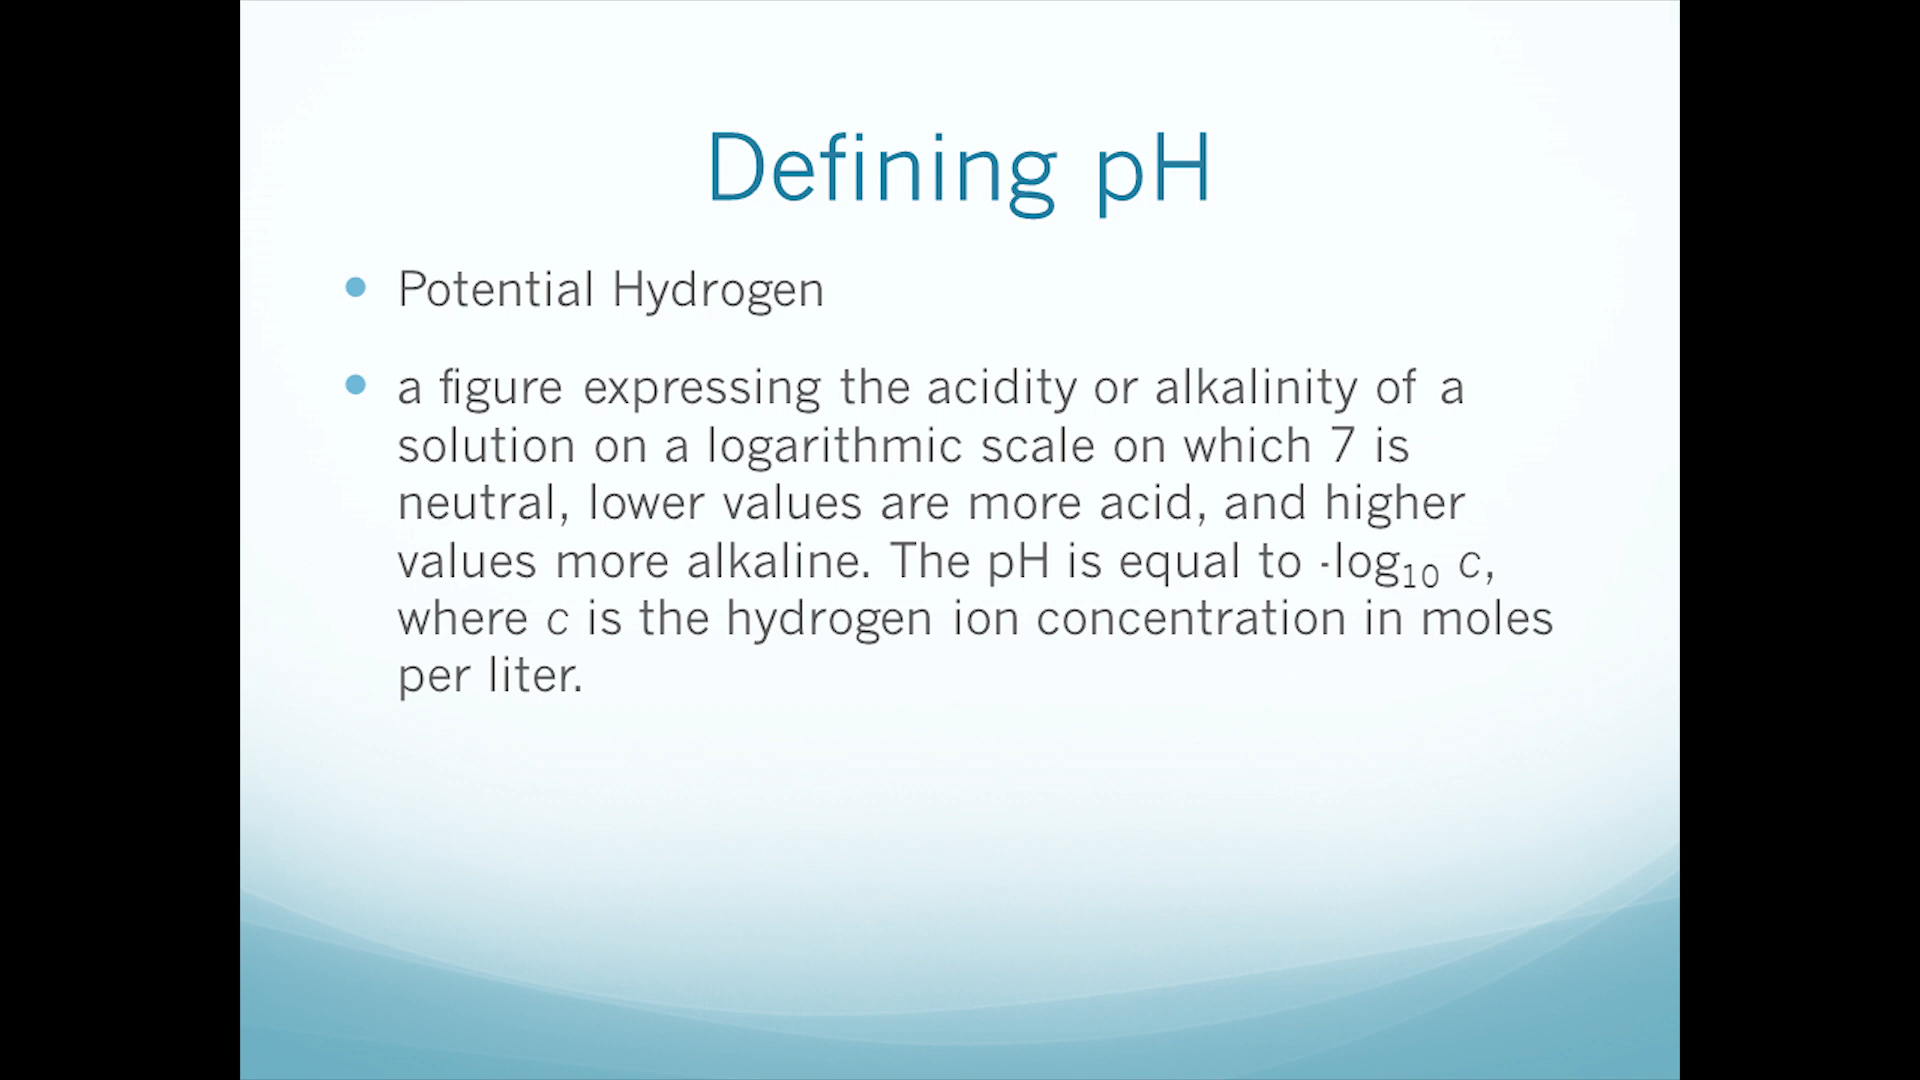 Defining pH
Potential Hydrogen
a figure expressing the acidity or alkalinity of a
solution on a logarithmic scale on which 7 is
neutral, lower values are more acid, and higher
values more alkaline. The pH is equal to -log₁₀ c,
where c is the hydrogen ion concentration in moles
per liter.